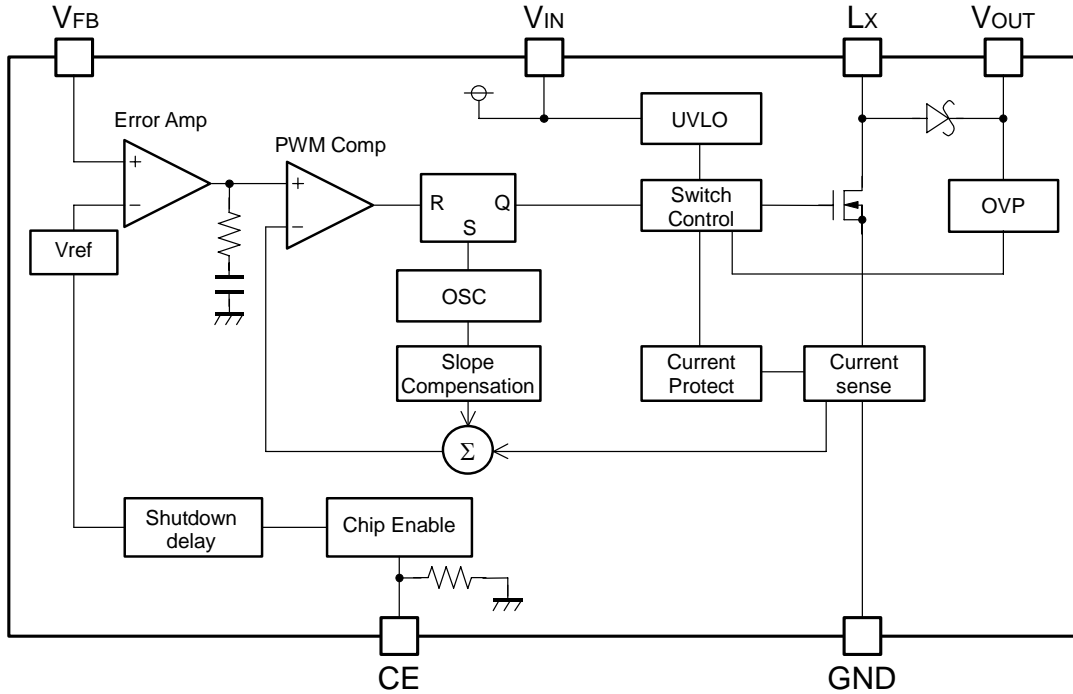 VFB
VIN
LX
VOUT
Error Amp
PWM Comp
UVLO
+
−
+
−
R
Q
S
Switch
Control
OVP
Vref
OSC
Slope
Compensation
Current
Protect
Current
sense
Σ
Shutdown
delay
Chip Enable
CE
GND